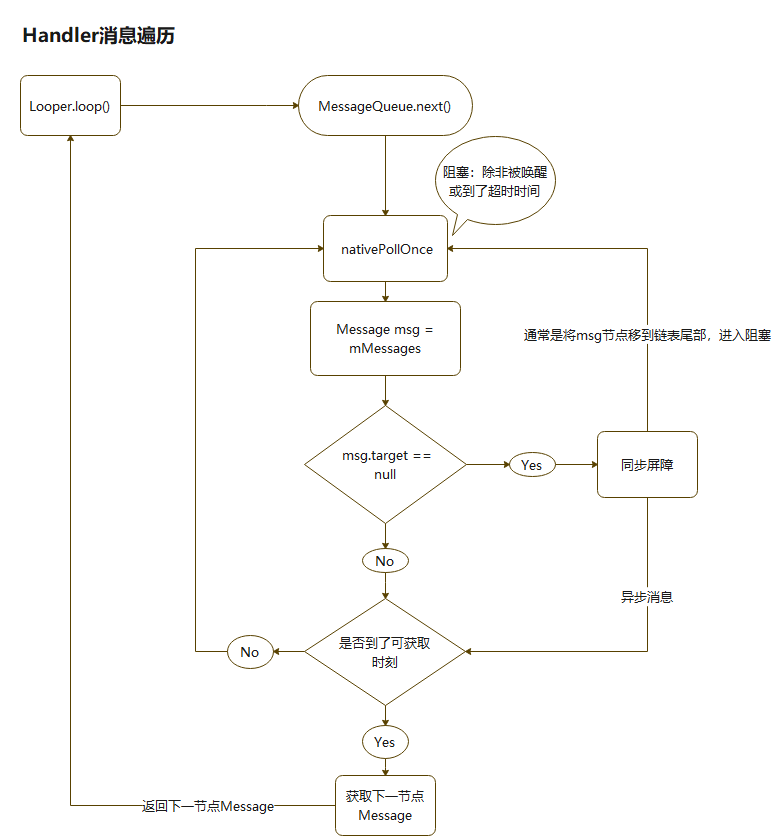 Handler消息遍历
Looper.loop()
MessageQueue.next()
阻塞：除非被唤醒
或到了超时时间
nativePollOnce
Message msg =
mMessages
通常是将msg节点移到链表尾部，进入阻塞
msg.target ==
null
Yes
同步屏障
No
异步消息
是否到了可获取
时刻
No
Yes
获取下一节点
Message
返回下一节点Message